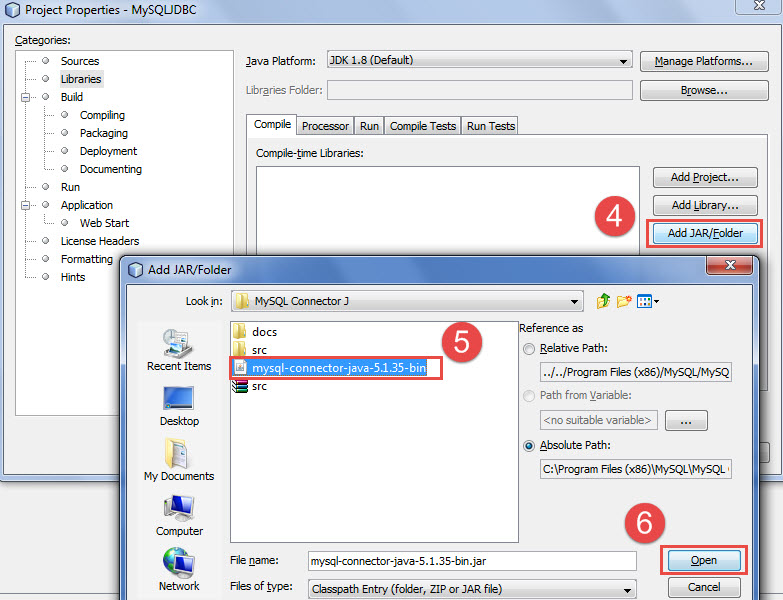 Project Properties - MySQLJDBC
Categories:
Sources
Libraries
Build
Compiling
Packaging
Deployment
Documenting
Run
Application
Web Start
License Headers
Formatting
Hints
Java Platform: JDK 1.8 (Default) Manage Platforms...
Libraries Folder: Browse...
Compile Processor Run Compile Tests Run Tests
Compile-time Libraries:
Add Project...
Add Library...
4 Add JAR/Folder
Add JAR/Folder
Look in: MySQL Connector J
Recent Items
Desktop
My Documents
Computer
Network
docs
src
mysql-connector-java-5.1.35-bin
src
5
Reference as
Relative Path:
../../Program Files (x86)/MySQL/MySQ
Path from Variable:
<no suitable variable> ...
Absolute Path:
C:\Program Files (x86)\MySQL\MySQL
6
File name: mysql-connector-java-5.1.35-bin.jar Open
Files of type: Classpath Entry (folder, ZIP or JAR file) Cancel